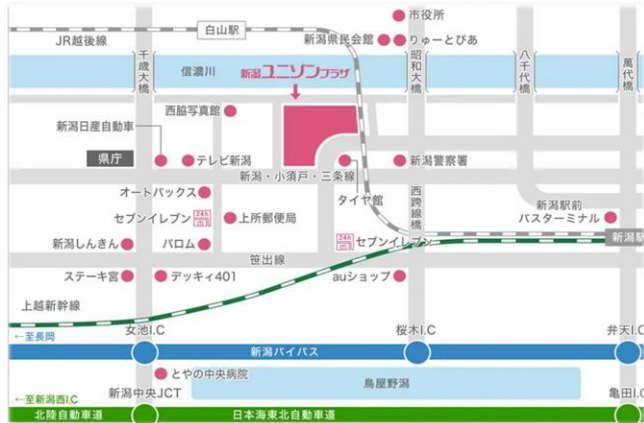 市役所
白山駅
JR越後線
新潟県民会館
りゅーとぴあ
千歳大橋
昭和大橋
八千代橋
萬代橋
信濃川
新潟ユニゾンプラザ
西脇写真館
新潟日産自動車
県庁
テレビ新潟
新潟・小須戸・三条線
タイヤ館
新潟警察署
オートバックス
西跨線橋
新潟駅前
バスターミナル
セブンイレブン
24h
上所郵便局
24h
セブンイレブン
新潟駅
新潟しんきん
バロム
笹出線
ステーキ宮
デッキィ401
auショップ
上越新幹線
女池I.C
桜木I.C
弁天I.C
←至長岡
新潟バイパス
とやの中央病院
鳥屋野潟
新潟中央JCT
亀田I.C
←至新潟西I.C
北陸自動車道
日本海東北自動車道